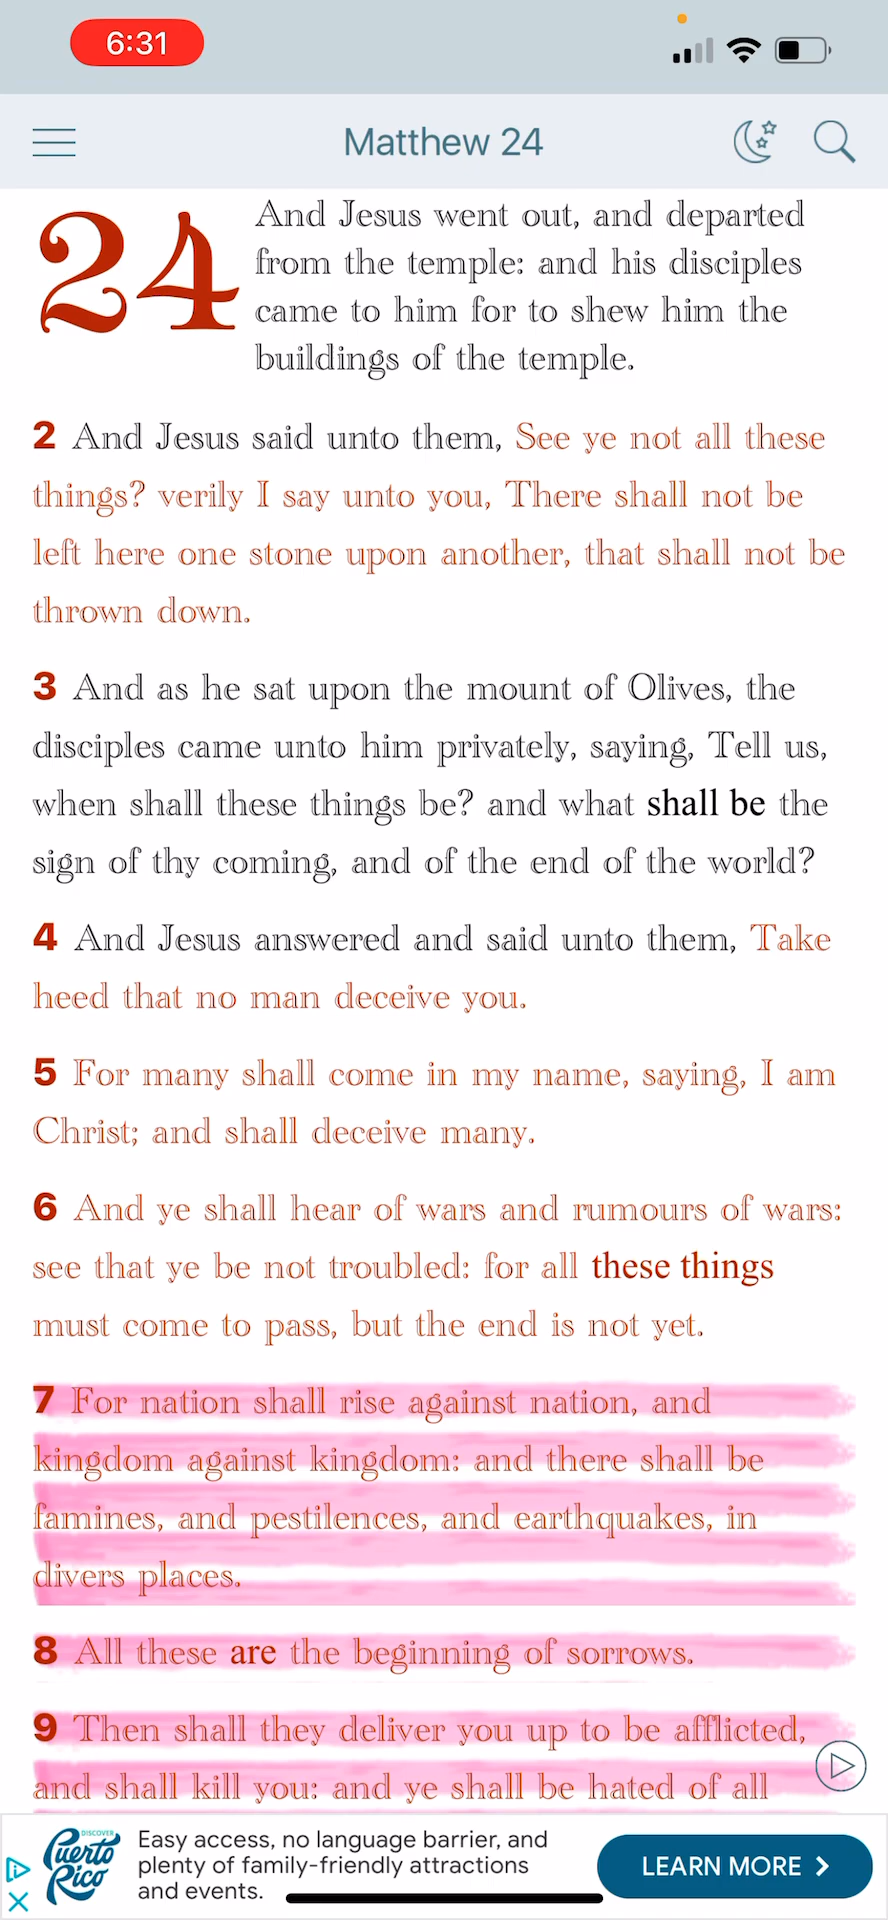 6:31
Matthew 24
24
And Jesus went out, and departed
from the temple: and his disciples
came to him for to shew him the
buildings of the temple.
2 And Jesus said unto them, See ye not all these
things? verily I say unto you, There shall not be
left here one stone upon another, that shall not be
thrown down.
3 And as he sat upon the mount of Olives, the
disciples came unto him privately, saying, Tell us,
when shall these things be? and what shall be the
sign of thy coming, and of the end of the world?
4 And Jesus answered and said unto them, Take
heed that no man deceive you.
5 For many shall come in my name, saying, I am
Christ; and shall deceive many.
6 And ye shall hear of wars and rumours of wars:
see that ye be not troubled: for all these things
must come to pass, but the end is not yet.
7 For nation shall rise against nation, and
kingdom against kingdom: and there shall be
famines, and pestilences, and earthquakes, in
divers places.
8 All these are the beginning of sorrows.
9 Then shall they deliver you up to be afflicted,
and shall kill you: and ye shall be hated of all
DISCOVER
Puerto
Rico
Easy access, no language barrier, and
plenty of family-friendly attractions
and events.
LEARN MORE